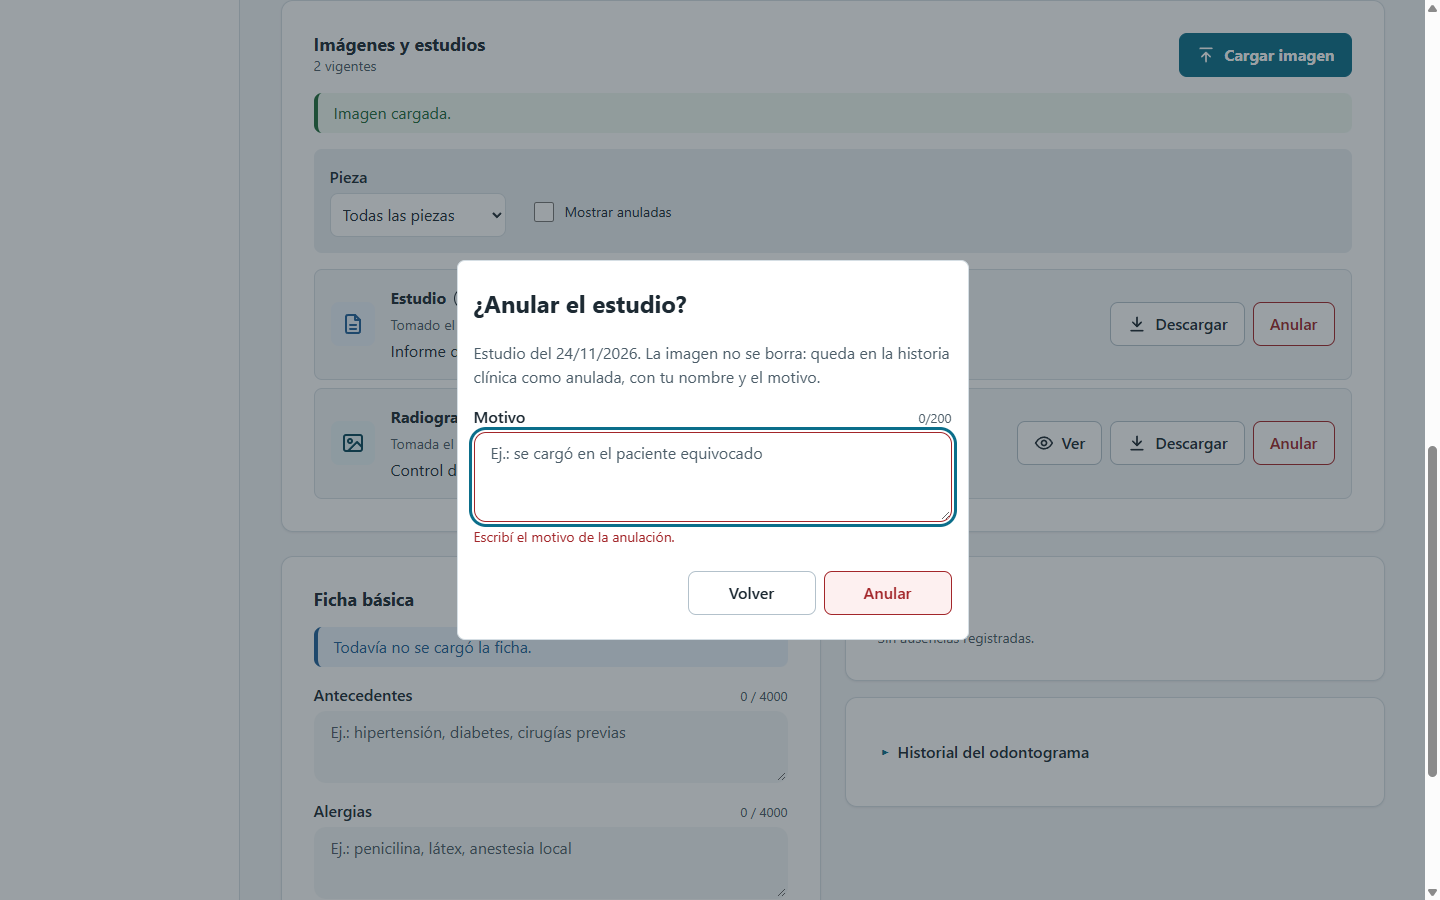 Imágenes y estudios
2 vigentes
Cargar imagen
Imagen cargada.
Pieza
Todas las piezas
Mostrar anuladas
Estudio
Tomado el
Informe
Descargar
Anular
Tomada el
Control
Ver
Descargar
Anular
¿Anular el estudio?
Estudio del 24/11/2026. La imagen no se borra: queda en la historia
clínica como anulada, con tu nombre y el motivo.
Motivo
0/200
Ej.: se cargó en el paciente equivocado
Escribí el motivo de la anulación.
Volver
Anular
Ficha básica
Todavía no se cargó la ficha.
Antecedentes
0 / 4000
Ej.: hipertensión, diabetes, cirugías previas
Alergias
0 / 4000
Ej.: penicilina, látex, anestesia local
Sin ausencias registradas.
Historial del odontograma